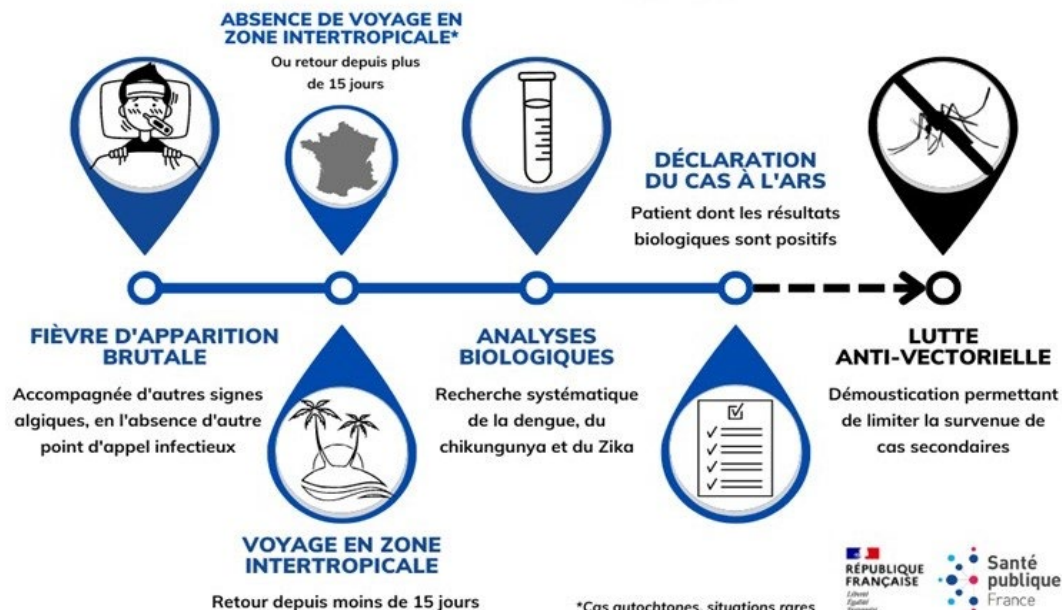 ABSENCE DE VOYAGE EN
ZONE INTERTROPICALE*
Ou retour depuis plus
de 15 jours
DÉCLARATION
DU CAS À L'ARS
Patient dont les résultats
biologiques sont positifs
FIÈVRE D'APPARITION
BRUTALE
Accompagnée d'autres signes
algiques, en l'absence d'autre
point d'appel infectieux
ANALYSES
BIOLOGIQUES
Recherche systématique
de la dengue, du
chikungunya et du Zika
LUTTE
ANTI-VECTORIELLE
Démoustication permettant
de limiter la survenue de
cas secondaires
VOYAGE EN ZONE
INTERTROPICALE
Retour depuis moins de 15 jours
*Cas autochtones, situations rares
RÉPUBLIQUE
FRANÇAISE
Liberté
Égalité
Santé
publique
France